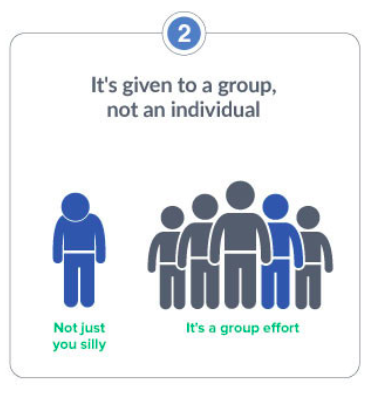 2
It's given to a group,
not an individual
Not just
you silly
It's a group effort